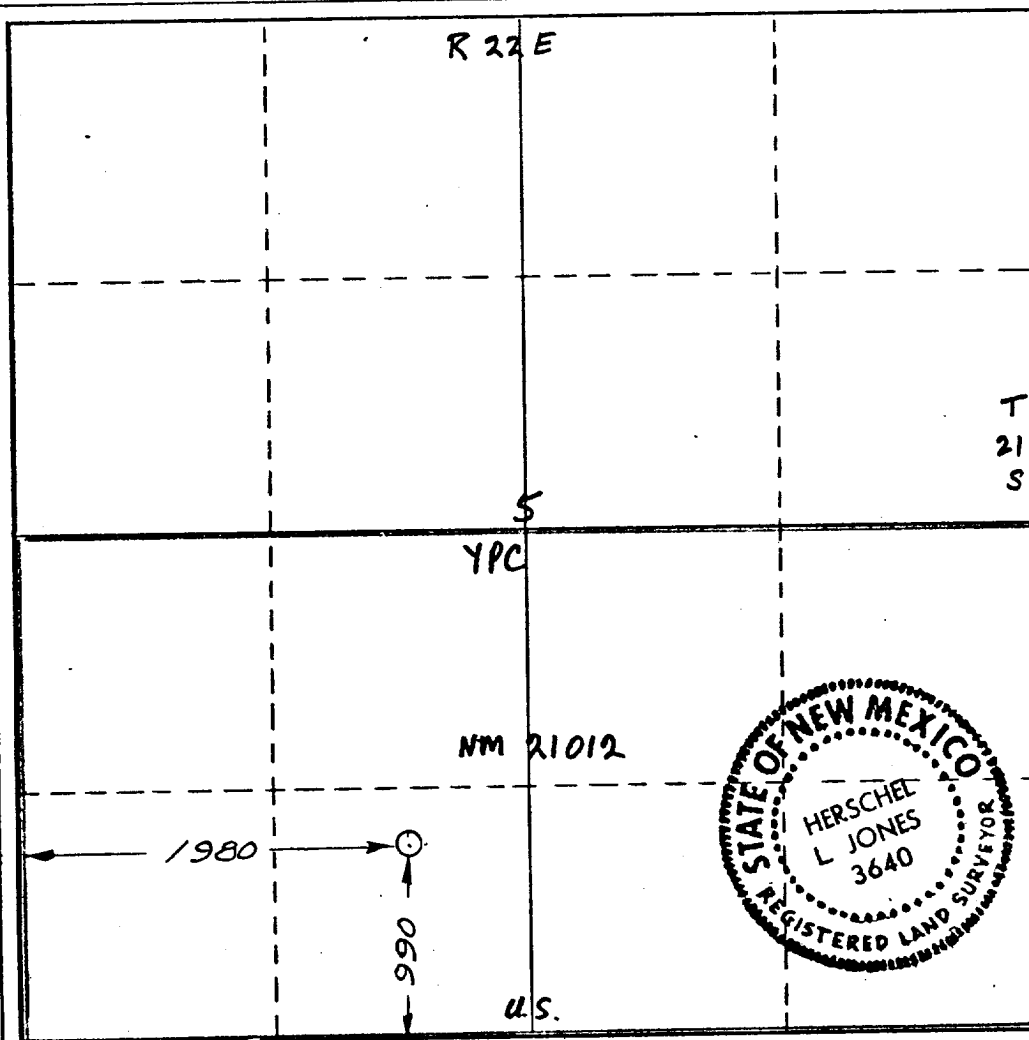 R 22 E
T
21
S
5
YPC
NM 21012
STATE OF NEW MEXICO
HERSCHEL
L JONES
3640
REGISTERED LAND SURVEYOR
1980
990
U.S.